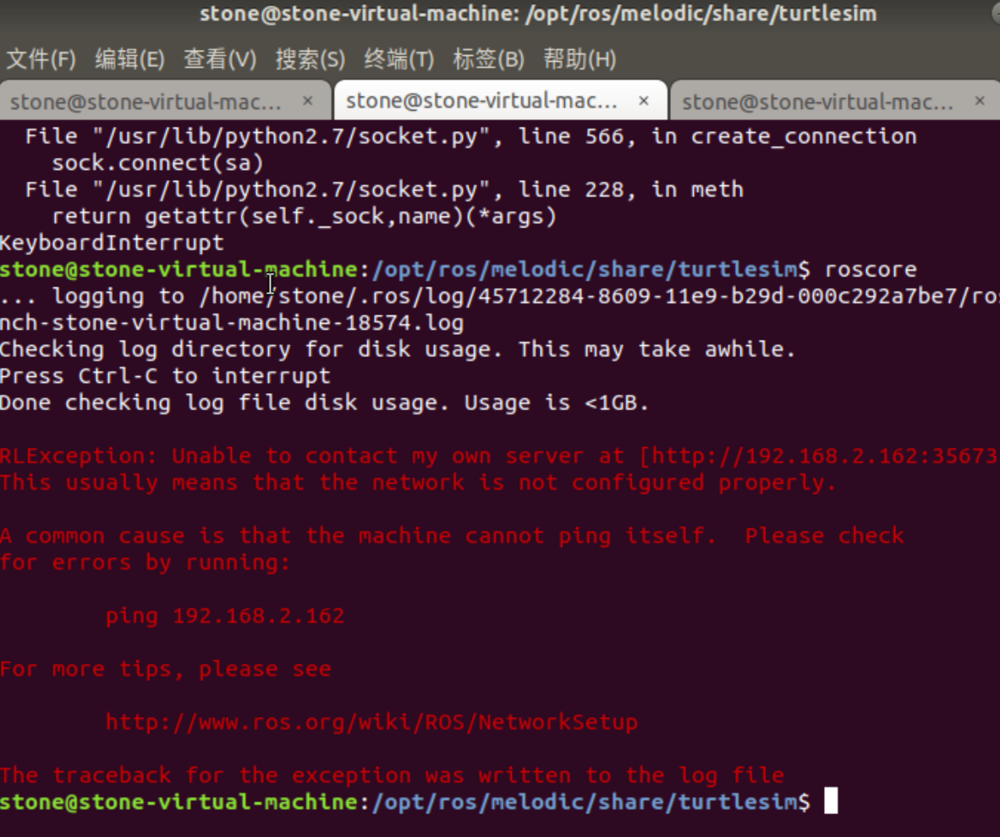 stone@stone-virtual-machine: /opt/ros/melodic/share/turtlesim
文件(F) 编辑(E) 查看(V) 搜索(S) 终端(T) 标签(B) 帮助(H)
stone@stone-virtual-mac... × stone@stone-virtual-mac... × stone@stone-virtual-mac... ×
File "/usr/lib/python2.7/socket.py", line 566, in create_connection
sock.connect(sa)
File "/usr/lib/python2.7/socket.py", line 228, in meth
return getattr(self._sock,name)(*args)
KeyboardInterrupt
stone@stone-virtual-machine:/opt/ros/melodic/share/turtlesim$ roscore
... logging to /home/stone/.ros/log/45712284-8609-11e9-b29d-000c292a7be7/ros
nch-stone-virtual-machine-18574.log
Checking log directory for disk usage. This may take awhile.
Press Ctrl-C to interrupt
Done checking log file disk usage. Usage is <1GB.
RLException: Unable to contact my own server at [http://192.168.2.162:35673
This usually means that the network is not configured properly.
A common cause is that the machine cannot ping itself.  Please check
for errors by running:
ping 192.168.2.162
For more tips, please see
http://www.ros.org/wiki/ROS/NetworkSetup
The traceback for the exception was written to the log file
stone@stone-virtual-machine:/opt/ros/melodic/share/turtlesim$